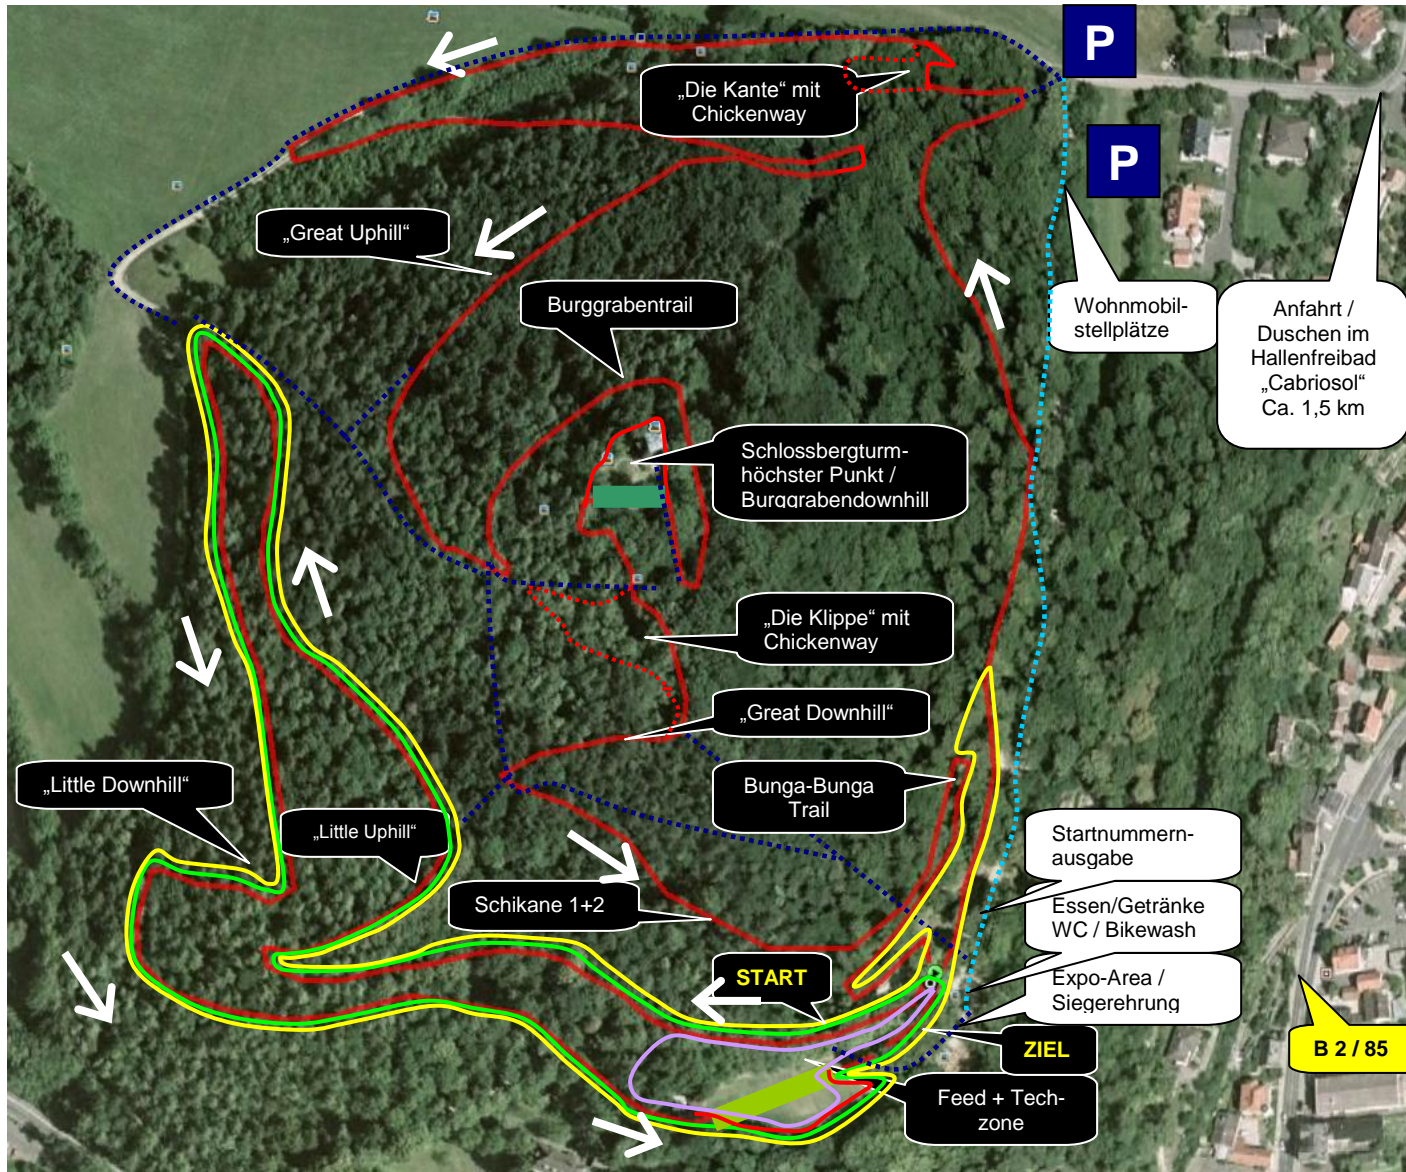 P
„Die Kante“ mit
Chickenway
P
„Great Uphill“
Burggrabentrail
Wohnmobil-
stellplätze
Anfahrt /
Duschen im
Hallenfreibad
„Cabriosol“
Ca. 1,5 km
Schlossbergturm-
höchster Punkt /
Burggrabendownhill
„Die Klippe“ mit
Chickenway
„Great Downhill“
„Little Downhill“
„Little Uphill“
Bunga-Bunga
Trail
Startnummern-
ausgabe
Schikane 1+2
Essen/Getränke
WC / Bikewash
START
Expo-Area /
Siegerehrung
ZIEL
B 2 / 85
Feed + Tech-
zone